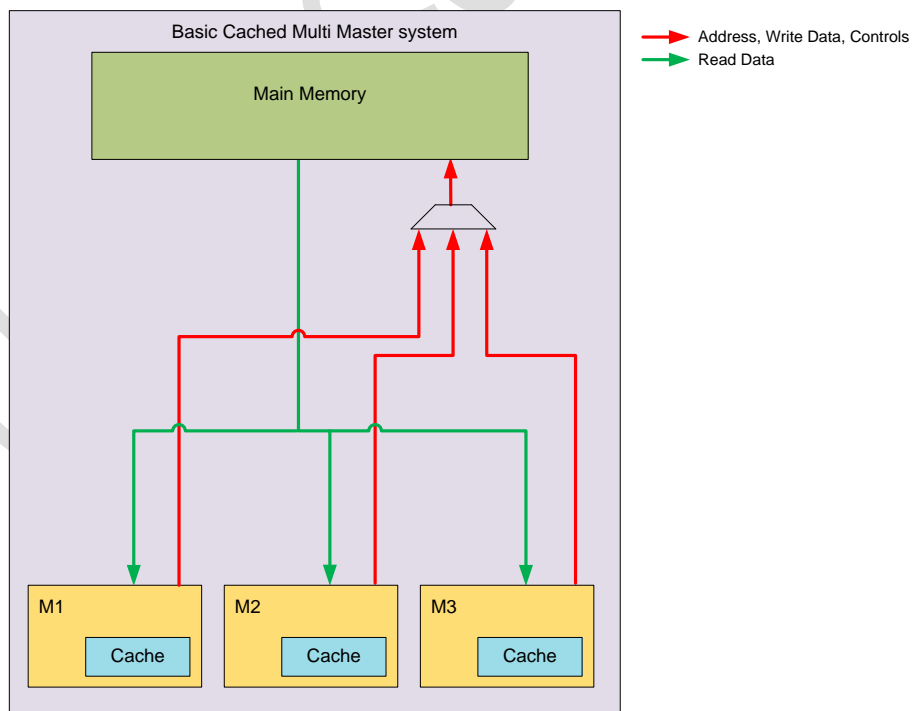 Basic Cached Multi Master system
Address, Write Data, Controls
Read Data
Main Memory
M1
M2
M3
Cache
Cache
Cache